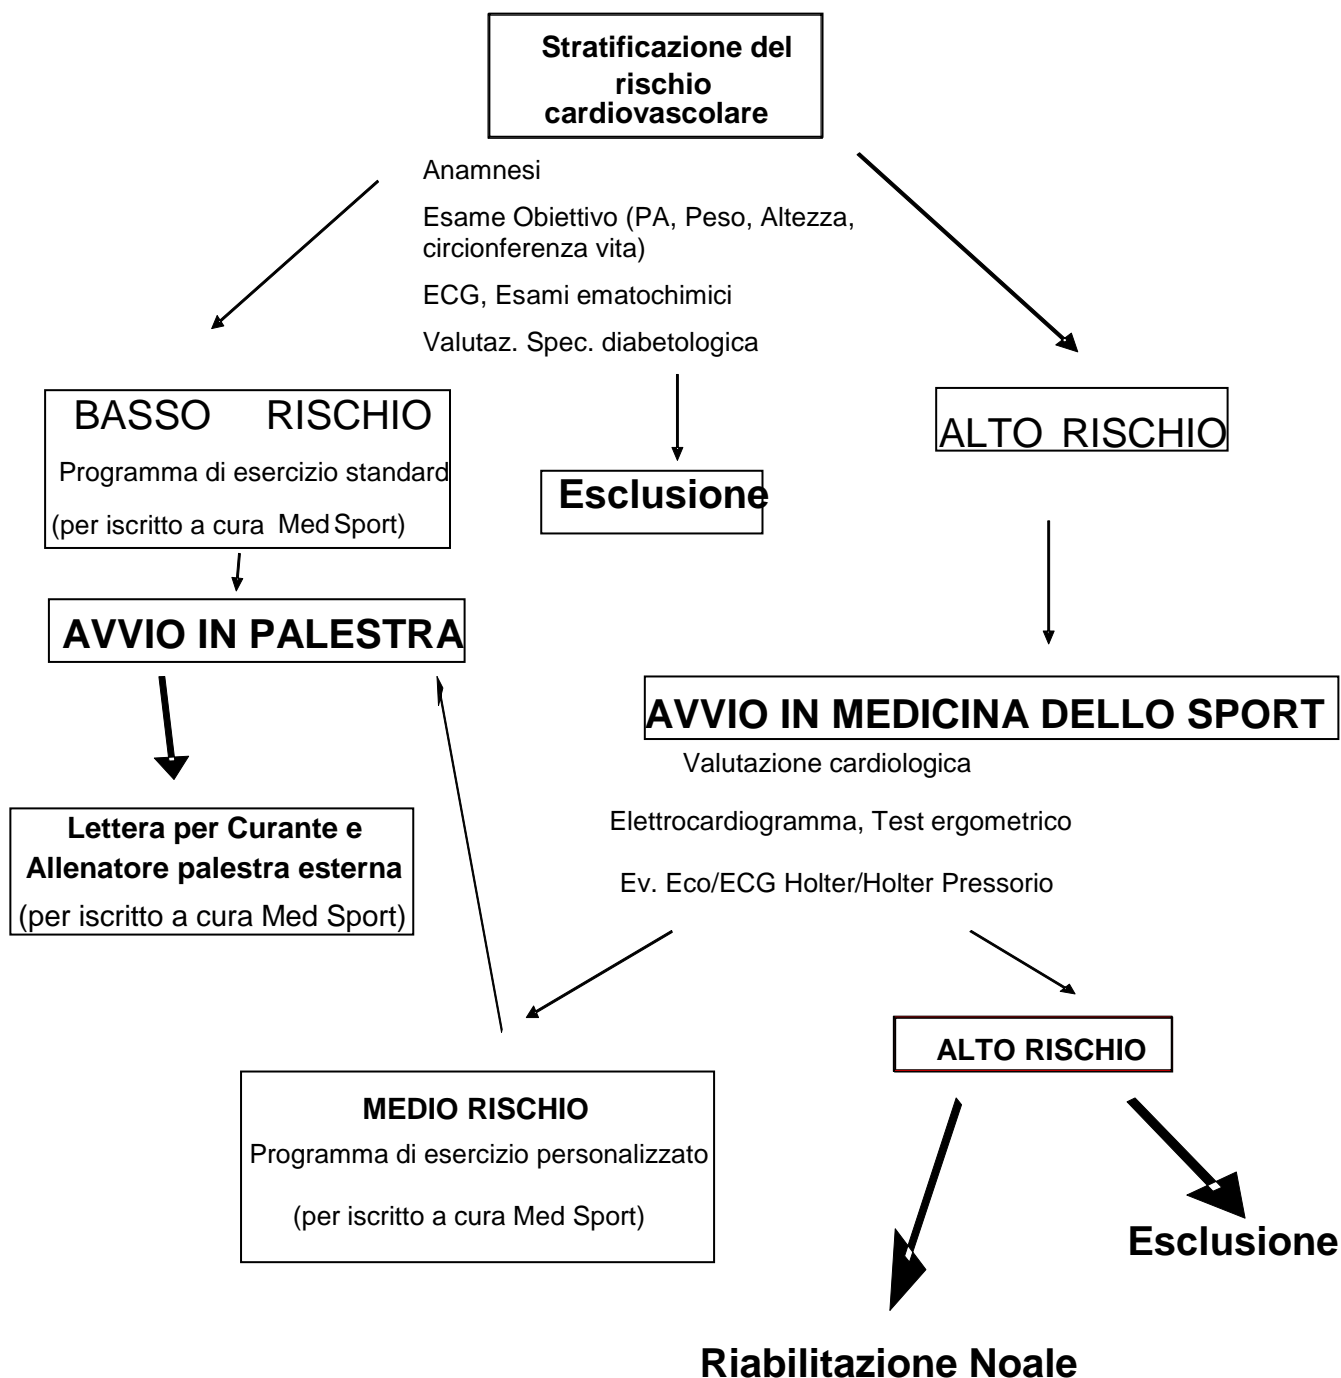 Stratificazione del
rischio
cardiovascolare
Anamnesi
Esame Obiettivo (PA, Peso, Altezza,
circionferenza vita)
ECG, Esami ematochimici
Valutaz. Spec. diabetologica
BASSO RISCHIO
Programma di esercizio standard
(per iscritto a cura Med Sport)
Esclusione
ALTO RISCHIO
AVVIO IN PALESTRA
AVVIO IN MEDICINA DELLO SPORT
Valutazione cardiologica
Elettrocardiogramma, Test ergometrico
Ev. Eco/ECG Holter/Holter Pressorio
Lettera per Curante e
Allenatore palestra esterna
(per iscritto a cura Med Sport)
MEDIO RISCHIO
Programma di esercizio personalizzato
(per iscritto a cura Med Sport)
ALTO RISCHIO
Esclusione
Riabilitazione Noale